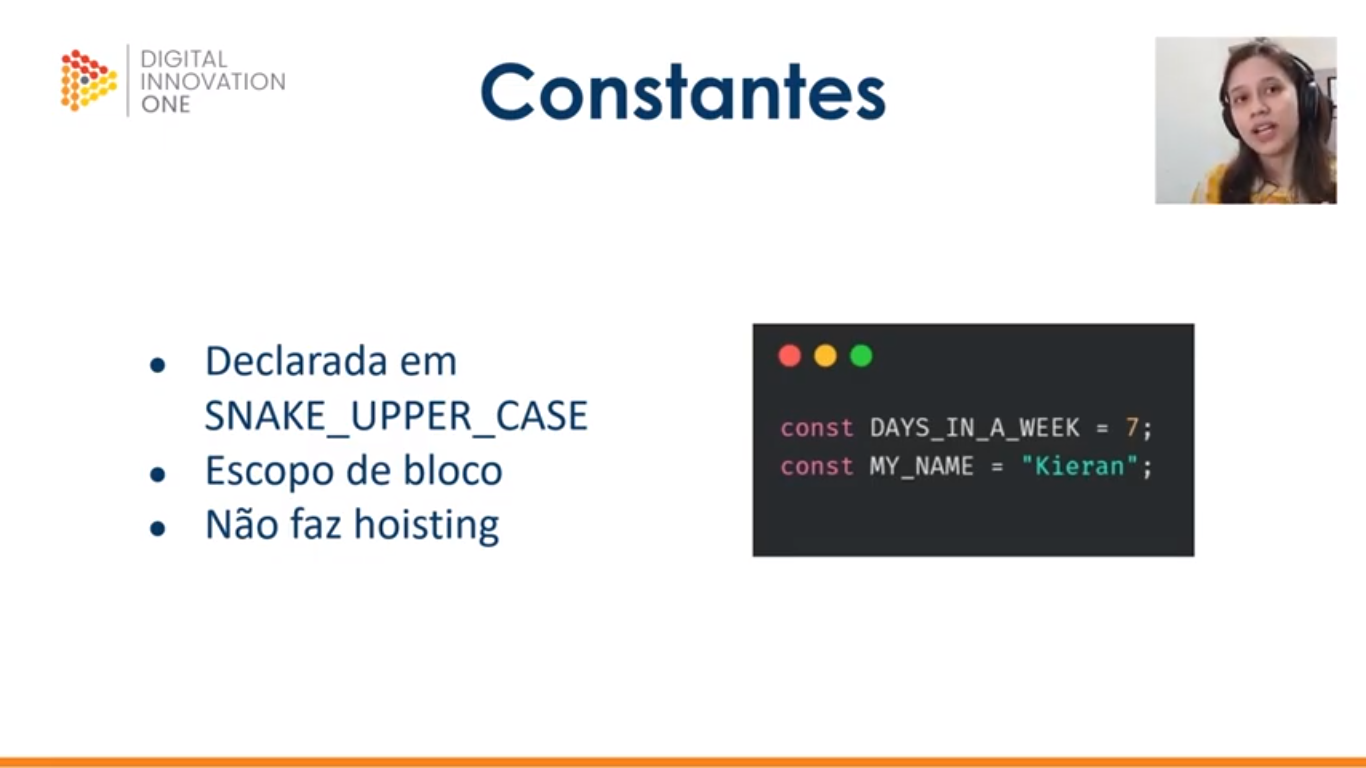 DIGITAL
INNOVATION
ONE
Constantes
• Declarada em
SNAKE_UPPER_CASE
• Escopo de bloco
• Não faz hoisting
const DAYS_IN_A_WEEK = 7;
const MY_NAME = "Kieran";